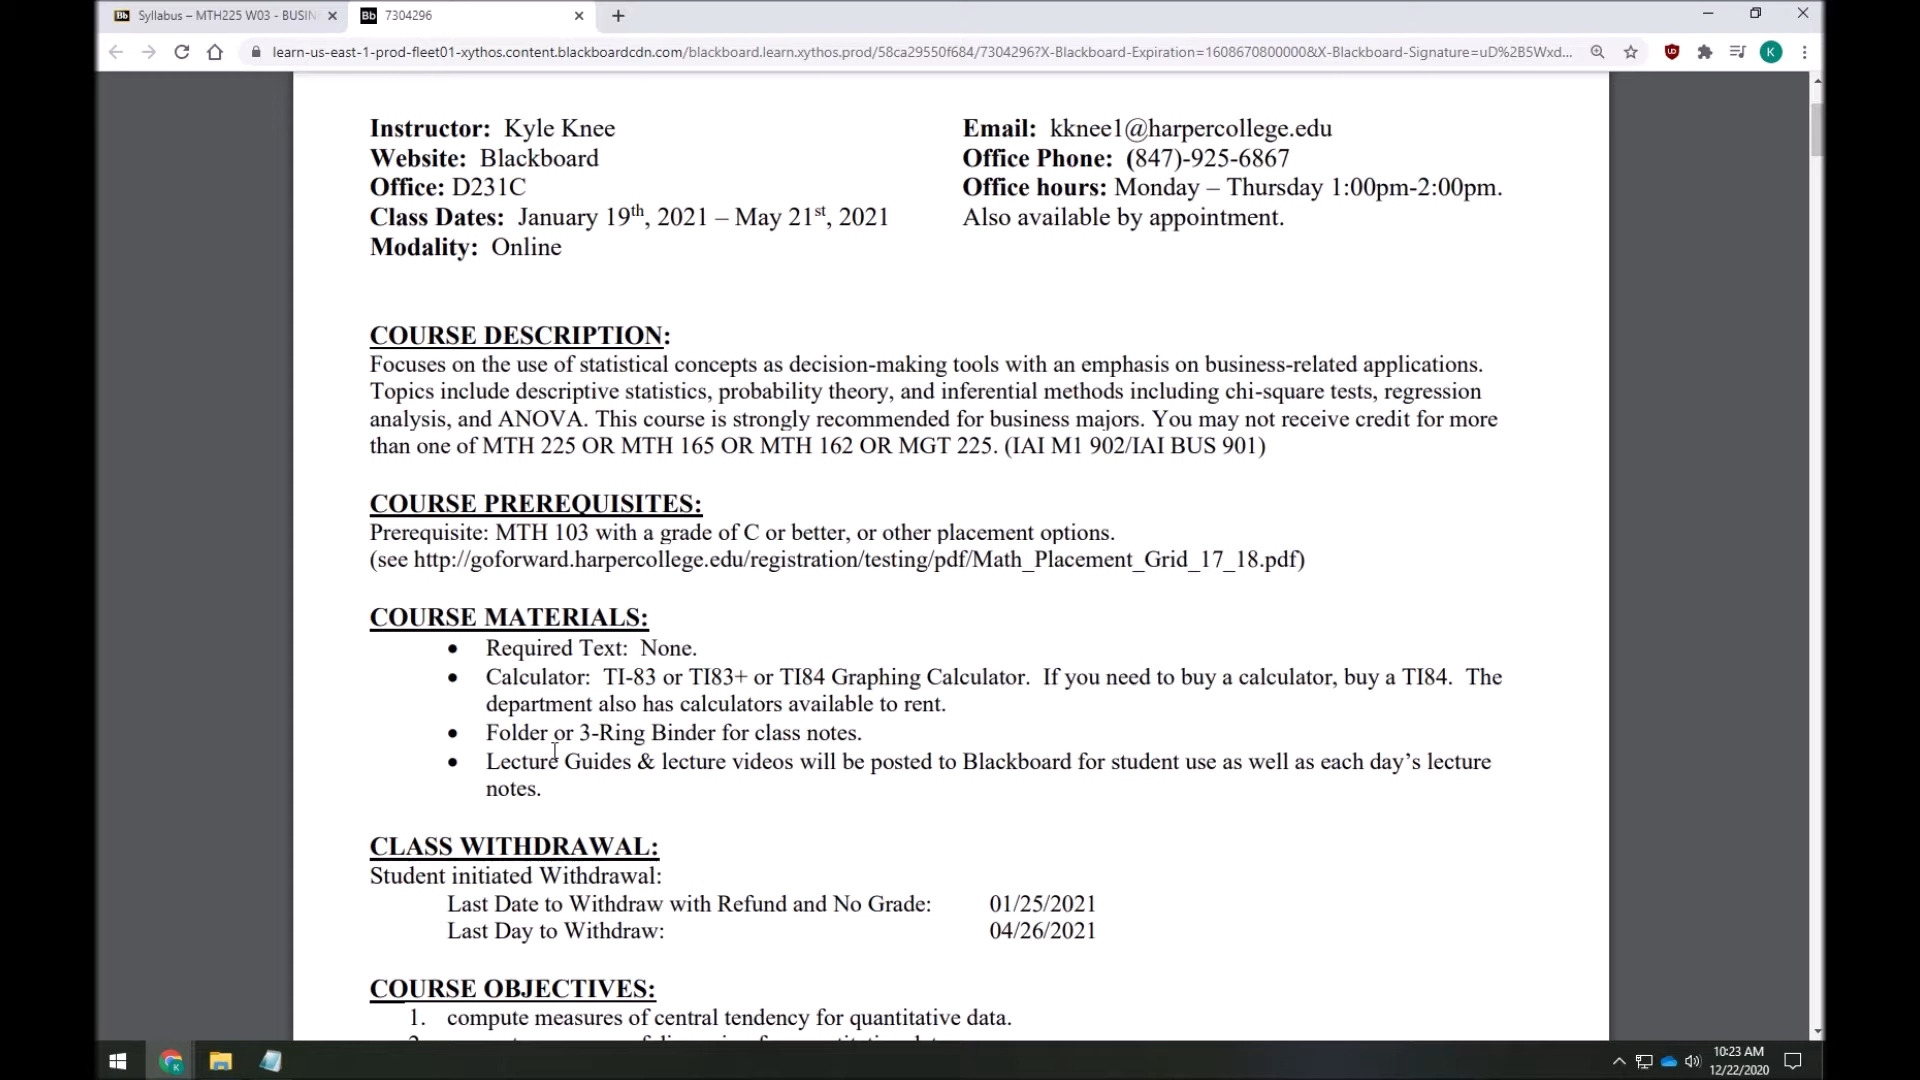 Syllabus – MTH225 W03 - BUSIN
7304296
learn-us-east-1-prod-fleet01-xythos.content.blackboardcdn.com/blackboard.learn.xythos.prod/58ca29550f684/7304296?X-Blackboard-Expiration=1608670800000&X-Blackboard-Signature=uD%2B5Wxd...
Instructor: Kyle Knee
Email: kknee1@harpercollege.edu
Website: Blackboard
Office Phone: (847)-925-6867
Office: D231C
Office hours: Monday – Thursday 1:00pm-2:00pm.
Class Dates: January 19th, 2021 – May 21st, 2021
Also available by appointment.
Modality: Online
COURSE DESCRIPTION:
Focuses on the use of statistical concepts as decision-making tools with an emphasis on business-related applications.
Topics include descriptive statistics, probability theory, and inferential methods including chi-square tests, regression
analysis, and ANOVA. This course is strongly recommended for business majors. You may not receive credit for more
than one of MTH 225 OR MTH 165 OR MTH 162 OR MGT 225. (IAI M1 902/IAI BUS 901)
COURSE PREREQUISITES:
Prerequisite: MTH 103 with a grade of C or better, or other placement options.
(see http://goforward.harpercollege.edu/registration/testing/pdf/Math_Placement_Grid_17_18.pdf)
COURSE MATERIALS:
• Required Text: None.
• Calculator: TI-83 or TI83+ or TI84 Graphing Calculator. If you need to buy a calculator, buy a TI84. The
department also has calculators available to rent.
• Folder or 3-Ring Binder for class notes.
• Lecture Guides & lecture videos will be posted to Blackboard for student use as well as each day’s lecture
notes.
CLASS WITHDRAWAL:
Student initiated Withdrawal:
Last Date to Withdraw with Refund and No Grade: 01/25/2021
Last Day to Withdraw: 04/26/2021
COURSE OBJECTIVES:
1. compute measures of central tendency for quantitative data.
10:23 AM
12/22/2020